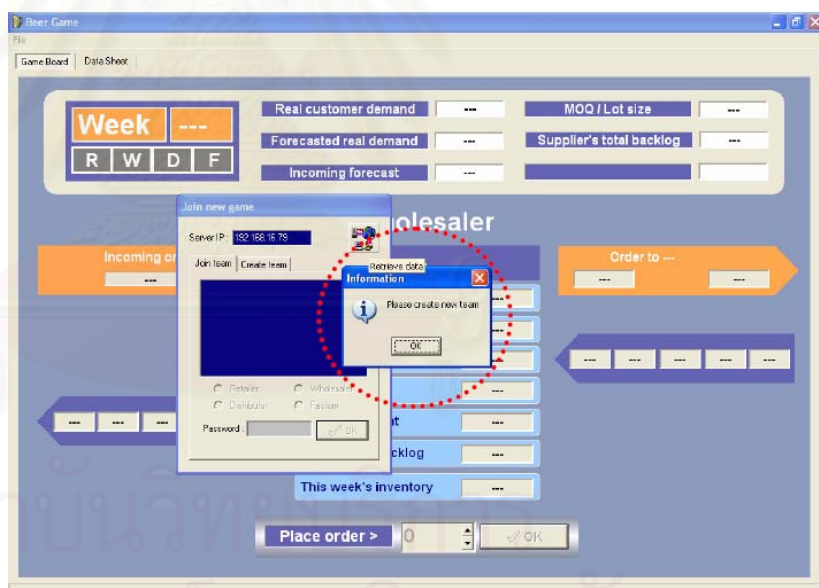 Beer Game
File
Game Board Data Sheet
Week ---
R W D F
Real customer demand ---
Forecasted real demand ---
Incoming forecast ---
MOQ / Lot size ---
Supplier's total backlog ---
Join new game
Server IP : 192.168.16.79
Join team Create team
olesaler
Incoming or
---
Order to ---
--- ---
Retrieve data
Information
Please create new team
OK
---
---
---
---
--- --- --- --- ---
Retailer Wholesaler
Distributor Factory
Password : OK
--- --- ---
nt ---
cklog ---
This week's inventory ---
Place order > 0 OK